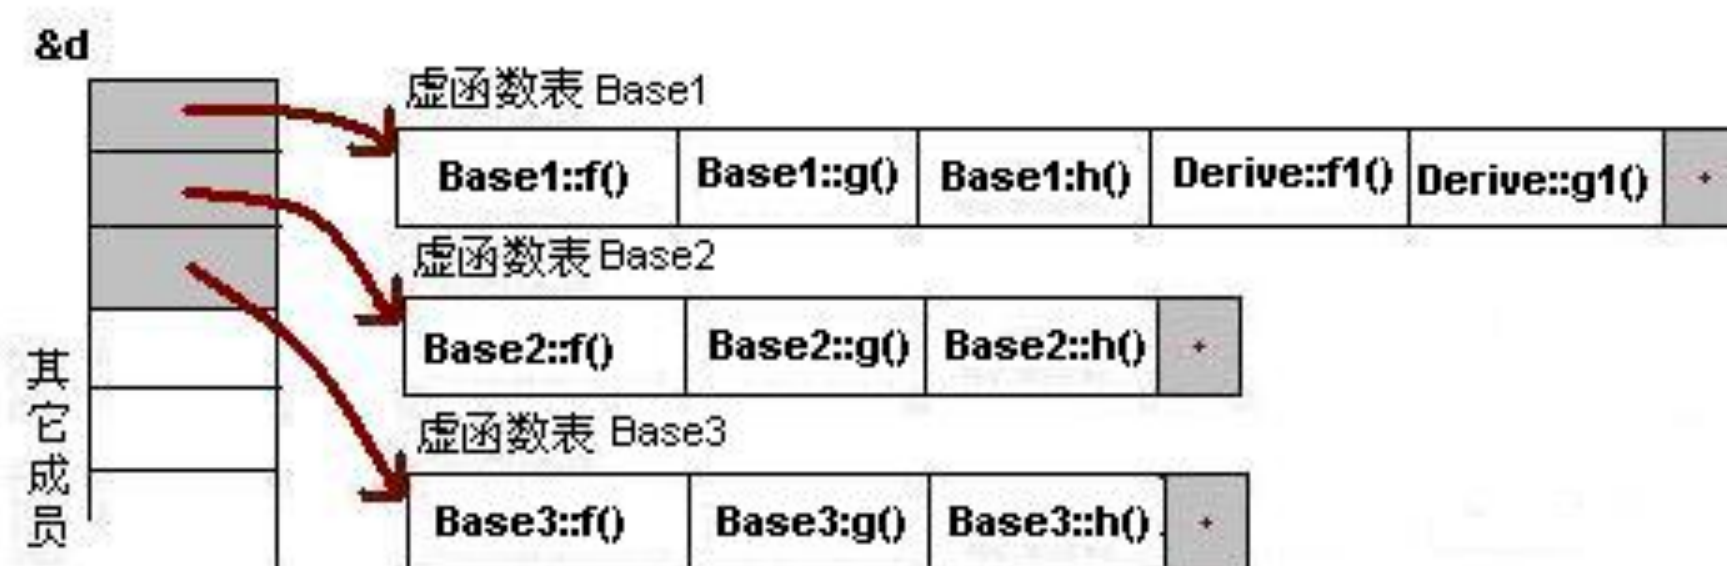 &d
虚函数表 Base1
Base1::f() Base1::g() Base1:h() Derive::f1() Derive::g1()
虚函数表 Base2
Base2::f() Base2::g() Base2::h()
虚函数表 Base3
Base3::f() Base3:g() Base3::h()
其它成员